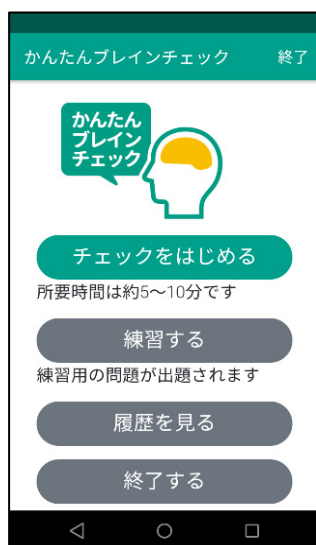 かんたんブレインチェック 終了
かんたん
ブレイン
チェック
チェックをはじめる
所要時間は約5～10分です
練習する
練習用の問題が出題されます
履歴を見る
終了する